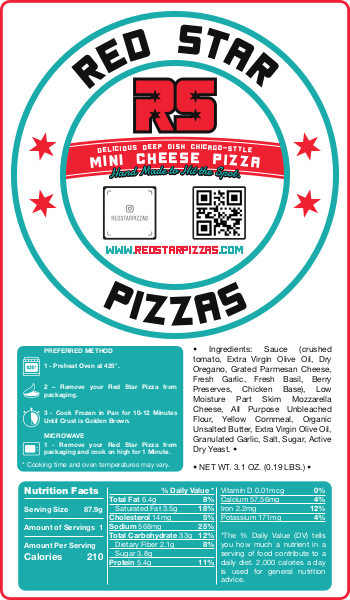 RED STAR
RS
DELICIOUS DEEP DISH CHICAGO-STYLE
MINI CHEESE PIZZA
Hand Made to Hit the Spot.
REDSTARPIZZAS
WWW.REDSTARPIZZAS.COM
PIZZAS
PREFERRED METHOD
425°
1 - Preheat Oven at 425°.
2 - Remove your Red Star Pizza from
packaging.
3 - Cook Frozen in Pan for 10-12 Minutes
Until Crust is Golden Brown.
MICROWAVE
1 - Remove your Red Star Pizza from
packaging and cook on high for 1 Minute.
* Cooking time and oven temperatures may vary.
• Ingredients: Sauce (crushed
tomato, Extra Virgin Olive Oil, Dry
Oregano, Grated Parmesan Cheese,
Fresh Garlic, Fresh Basil, Berry
Preserves, Chicken Base), Low
Moisture Part Skim Mozzarella
Cheese, All Purpose Unbleached
Flour, Yellow Cornmeal, Organic
Unsalted Butter, Extra Virgin Olive Oil,
Granulated Garlic, Salt, Sugar, Active
Dry Yeast. •
• NET WT. 3.1 OZ. (0.19 LBS.) •
Nutrition Facts
Serving Size 87.9g
Amount of Servings 1
Amount Per Serving
Calories 210
% Daily Value *
Total Fat 6.4g 8%
Saturated Fat 3.5g 18%
Cholesterol 14mg 5%
Sodium 568mg 25%
Total Carbohydrate 33g 12%
Dietary Fiber 2.1g 8%
Sugar 3.8g
Protein 5.4g 11%
Vitamin D 0.01mcg 0%
Calcium 57.56mg 4%
Iron 2.2mg 12%
Potassium 171mg 4%
*The % Daily Value (DV) tells
you how much a nutrient in a
serving of food contribute to a
daily diet. 2,000 calories a day
is used for general nutrition
advice.